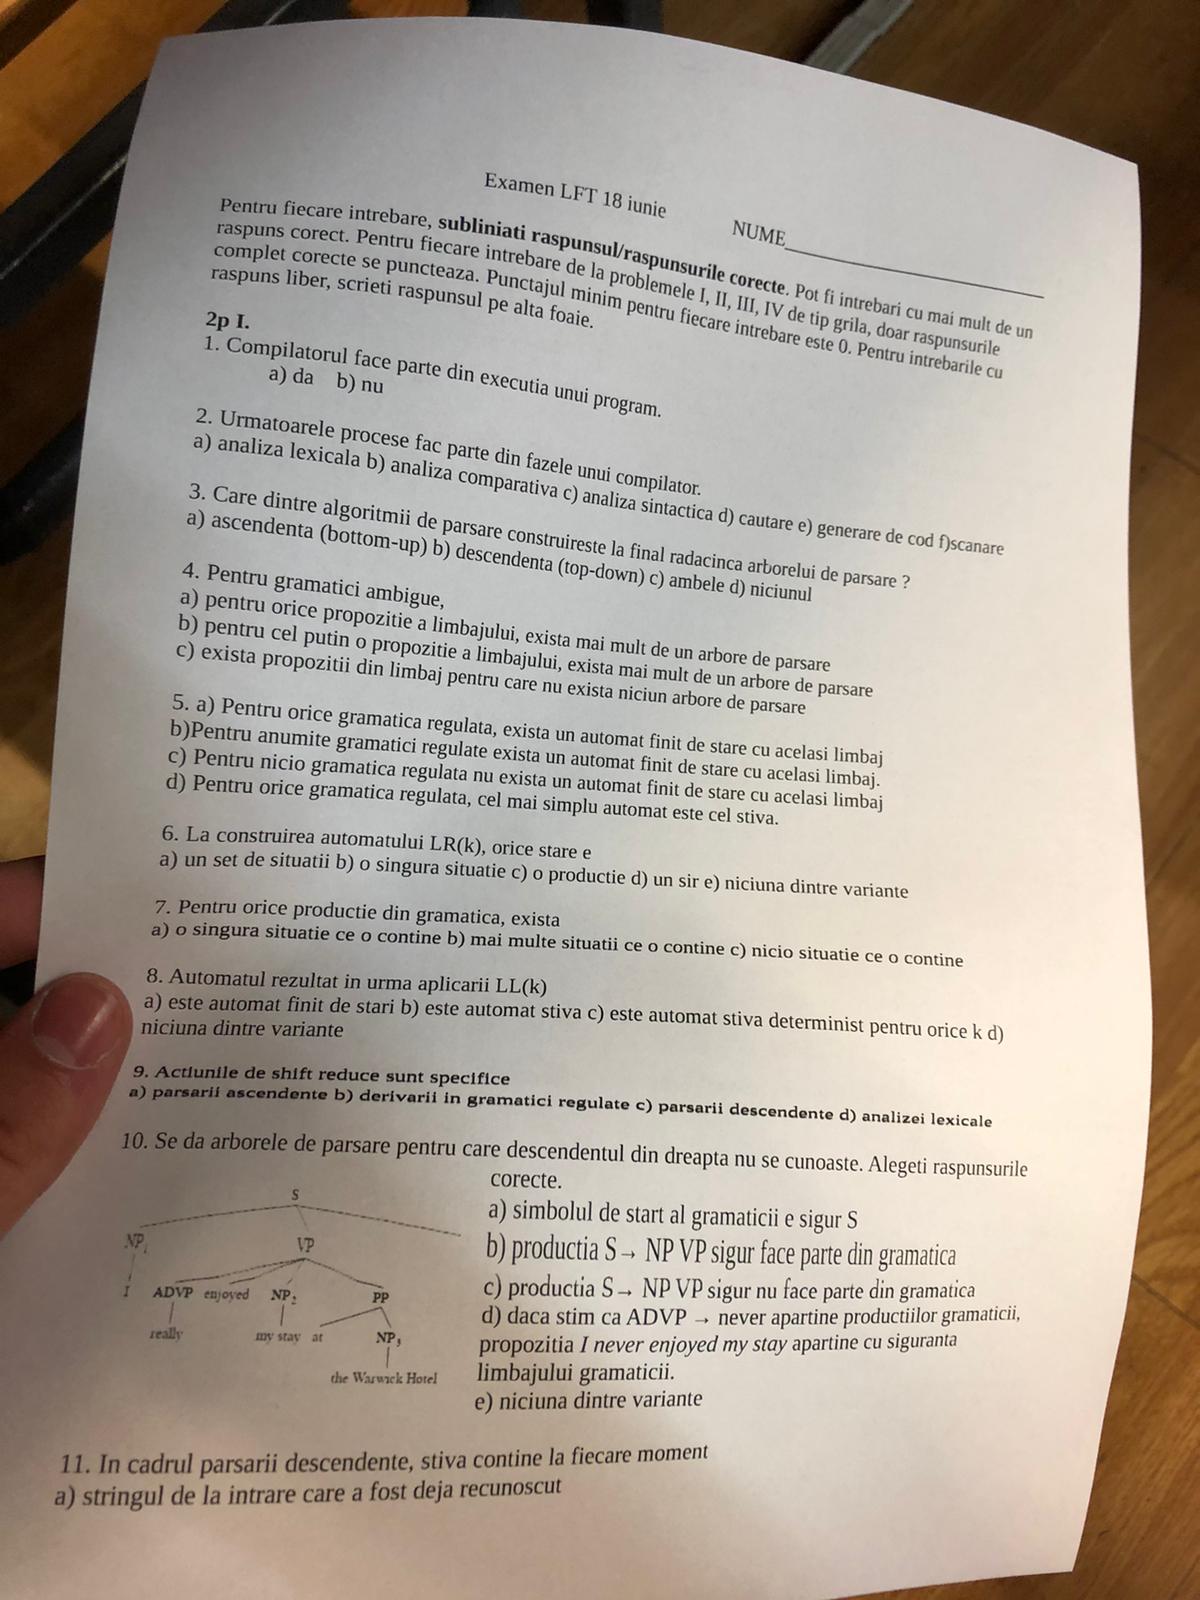 Examen LFT 18 iunie
NUME
Pentru fiecare intrebare, subliniati raspunsul/raspunsurile corecte. Pot fi intrebari cu mai mult de un
raspuns corect. Pentru fiecare intrebare de la problemele I, II, III, IV de tip grila, doar raspunsurile
complet corecte se puncteaza. Punctajul minim pentru fiecare intrebare este 0. Pentru intrebarile cu
raspuns liber, scrieti raspunsul pe alta foaie.
2p I.
1. Compilatorul face parte din executia unui program.
a) da b) nu
2. Urmatoarele procese fac parte din fazele unui compilator.
a) analiza lexicala b) analiza comparativa c) analiza sintactica d) cautare e) generare de cod f)scanare
3. Care dintre algoritmii de parsare construireste la final radacinca arborelui de parsare ?
a) ascendenta (bottom-up) b) descendenta (top-down) c) ambele d) niciunul
4. Pentru gramatici ambigue,
a) pentru orice propozitie a limbajului, exista mai mult de un arbore de parsare
b) pentru cel putin o propozitie a limbajului, exista mai mult de un arbore de parsare
c) exista propozitii din limbaj pentru care nu exista niciun arbore de parsare
5. a) Pentru orice gramatica regulata, exista un automat finit de stare cu acelasi limbaj
b)Pentru anumite gramatici regulate exista un automat finit de stare cu acelasi limbaj.
c) Pentru nicio gramatica regulata nu exista un automat finit de stare cu acelasi limbaj
d) Pentru orice gramatica regulata, cel mai simplu automat este cel stiva.
6. La construirea automatului LR(k), orice stare e
a) un set de situatii b) o singura situatie c) o productie d) un sir e) niciuna dintre variante
7. Pentru orice productie din gramatica, exista
a) o singura situatie ce o contine b) mai multe situatii ce o contine c) nicio situatie ce o contine
8. Automatul rezultat in urma aplicarii LL(k)
a) este automat finit de stari b) este automat stiva c) este automat stiva determinist pentru orice k d)
niciuna dintre variante
9. Actiunile de shift reduce sunt specifice
a) parsarii ascendente b) derivarii in gramatici regulate c) parsarii descendente d) analizei lexicale
10. Se da arborele de parsare pentru care descendentul din dreapta nu se cunoaste. Alegeti raspunsurile
corecte.
S
NP₁ VP
I ADVP enjoyed NP₂ PP
really my stay at NP₃
the Warwick Hotel
a) simbolul de start al gramaticii e sigur S
b) productia S → NP VP sigur face parte din gramatica
c) productia S → NP VP sigur nu face parte din gramatica
d) daca stim ca ADVP → never apartine productiilor gramaticii,
propozitia I never enjoyed my stay apartine cu siguranta
limbajului gramaticii.
e) niciuna dintre variante
11. In cadrul parsarii descendente, stiva contine la fiecare moment
a) stringul de la intrare care a fost deja recunoscut